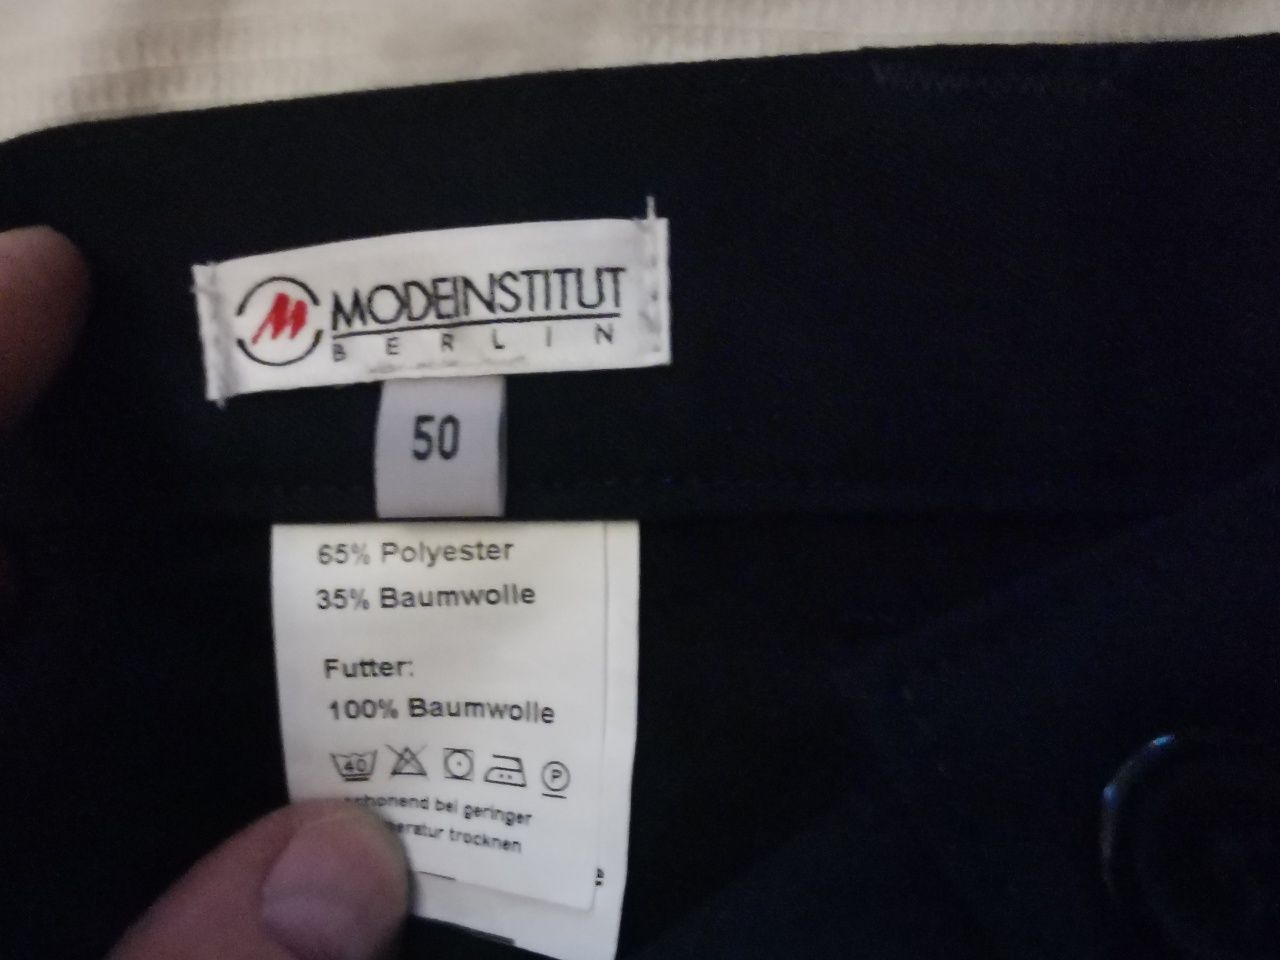 MODEINSTITUT
BERLIN
50
65% Polyester
35% Baumwolle
Futter:
100% Baumwolle
40 P
bei geringer
trocknen